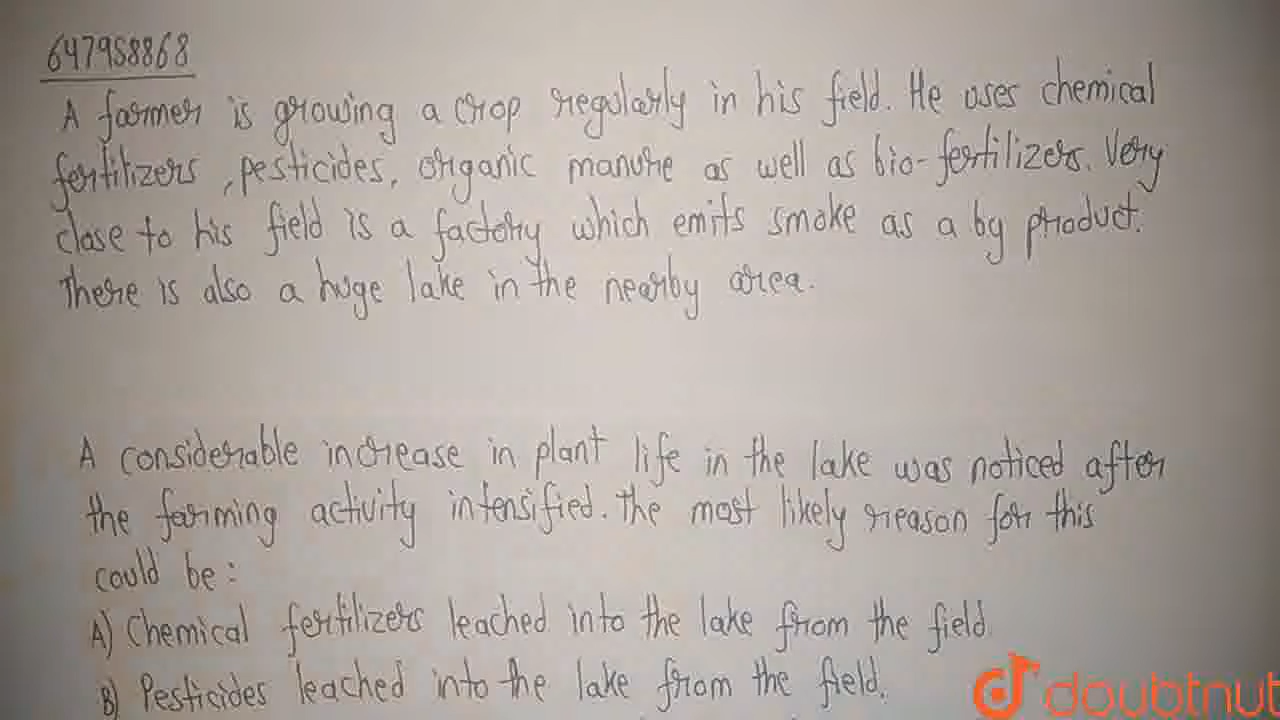 647958868
A farmer is growing a crop regularly in his field. He uses chemical
fertilizers, pesticides, organic manure as well as bio-fertilizers. Very
close to his field is a factory which emits smoke as a by product.
There is also a huge lake in the nearby area.
A considerable increase in plant life in the lake was noticed after
the farming activity intensified. The most likely reason for this
could be:
A) Chemical fertilizers leached into the lake from the field.
B) Pesticides leached into the lake from the field.
doubtnut